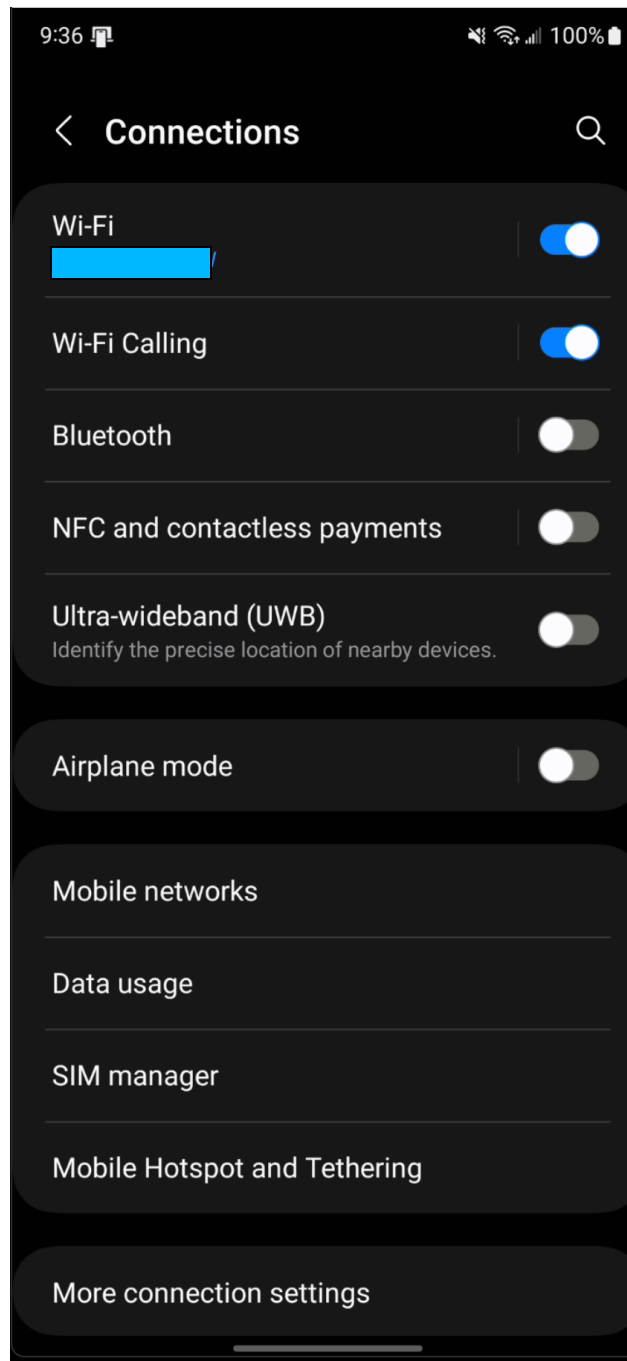 9:36
100%
Connections
Wi-Fi
Wi-Fi Calling
Bluetooth
NFC and contactless payments
Ultra-wideband (UWB)
Identify the precise location of nearby devices.
Airplane mode
Mobile networks
Data usage
SIM manager
Mobile Hotspot and Tethering
More connection settings